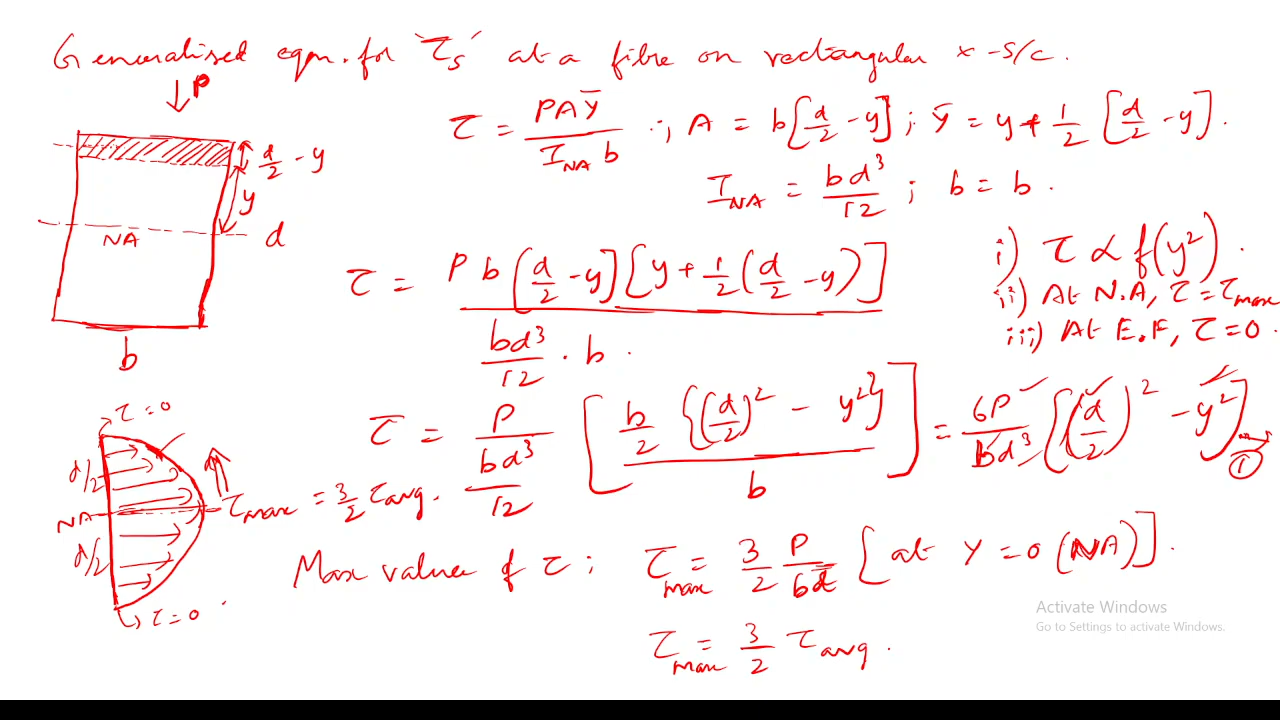 Generalised eqn. for 'τs' at a fibre on rectangular x-s/c.
↓ P
τ = PAȳ / I_NA b ∴; A = b[d/2 - y]; ȳ = y + 1/2 [d/2 - y].
d/2 - y
y
NA
d
b
I_NA = bd³/12 ; b = b.
τ = P b (d/2 - y] [y + 1/2 (d/2 - y)] / bd³/12 . b .
i) τ ∝ f(y²).
ii) At N.A, τ = τmax
iii) At E.F, τ = 0.
τ = P / bd³/12 [ b/2 {(d/2)² - y²} / b ] = 6P/bd³ [(d/2)² - y²] ①
τ = 0
d/2
NA
d/2
τ = 0
τmax = 3/2 τavg.
Max value of τ ; τmax = 3/2 P/bd [at y = 0 (NA)].
τmax = 3/2 τavg.
Activate Windows
Go to Settings to activate Windows.